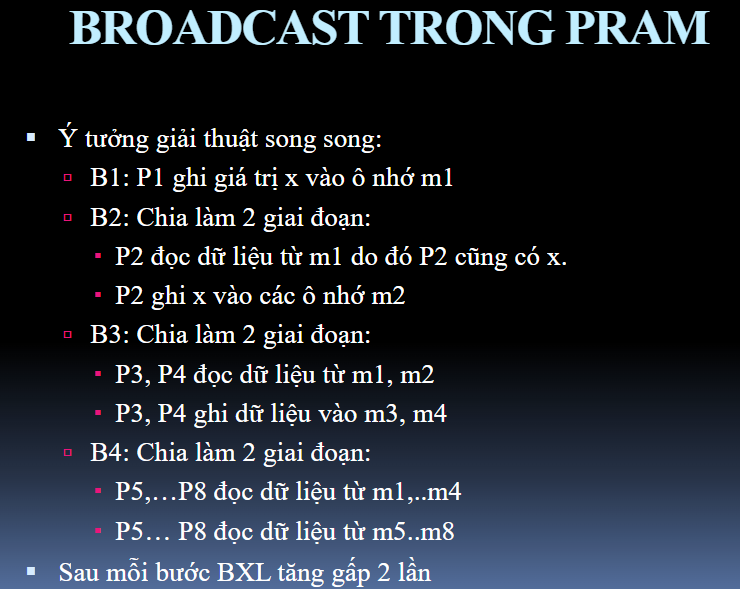 BROADCAST TRONG PRAM
Ý tưởng giải thuật song song:
B1: P1 ghi giá trị x vào ô nhớ m1
B2: Chia làm 2 giai đoạn:
P2 đọc dữ liệu từ m1 do đó P2 cũng có x.
P2 ghi x vào các ô nhớ m2
B3: Chia làm 2 giai đoạn:
P3, P4 đọc dữ liệu từ m1, m2
P3, P4 ghi dữ liệu vào m3, m4
B4: Chia làm 2 giai đoạn:
P5,…P8 đọc dữ liệu từ m1,..m4
P5… P8 đọc dữ liệu từ m5..m8
Sau mỗi bước BXL tăng gấp 2 lần